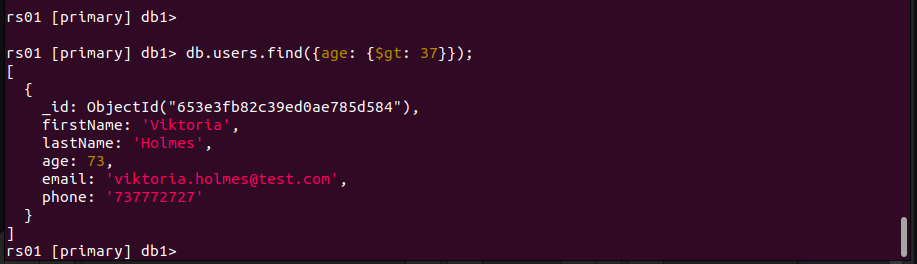 rs01 [primary] db1>
rs01 [primary] db1> db.users.find({age: {$gt: 37}});
[
  {
    _id: ObjectId("653e3fb82c39ed0ae785d584"),
    firstName: 'Viktoria',
    lastName: 'Holmes',
    age: 73,
    email: 'viktoria.holmes@test.com',
    phone: '737772727'
  }
]
rs01 [primary] db1>